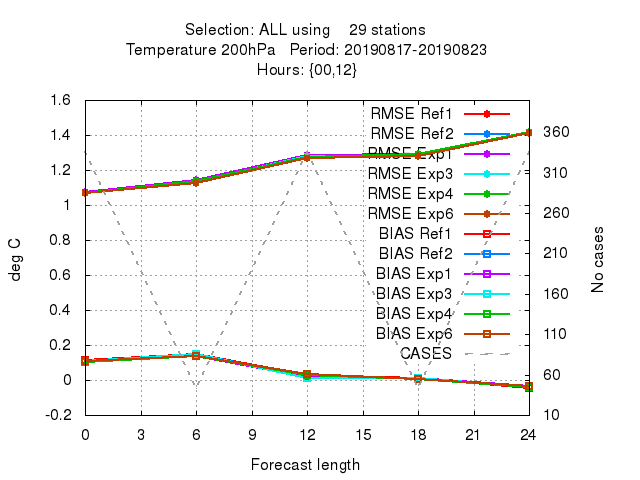 Selection: ALL using    29 stations
Temperature 200hPa   Period: 20190817-20190823
Hours: {00,12}
1.6
1.4
1.2
1
0.8
0.6
0.4
0.2
0
-0.2
deg C
RMSE Ref1
RMSE Ref2
RMSE Exp1
RMSE Exp3
RMSE Exp4
RMSE Exp6
BIAS Ref1
BIAS Ref2
BIAS Exp1
BIAS Exp3
BIAS Exp4
BIAS Exp6
CASES
360
310
260
210
160
110
60
10
No cases
0 3 6 9 12 15 18 21 24
Forecast length